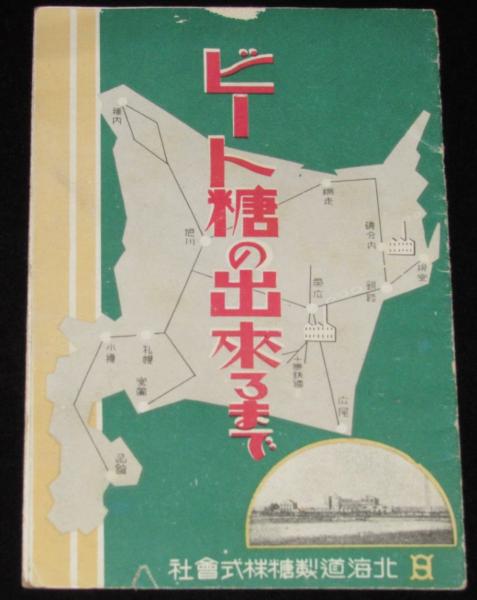 ビート糖の出來るまで
稚内
網走
旭川
磯分内
根室
釧路
帯広
十勝鉄道
広尾
小樽
札幌
室蘭
函館
北海道製糖株式會社